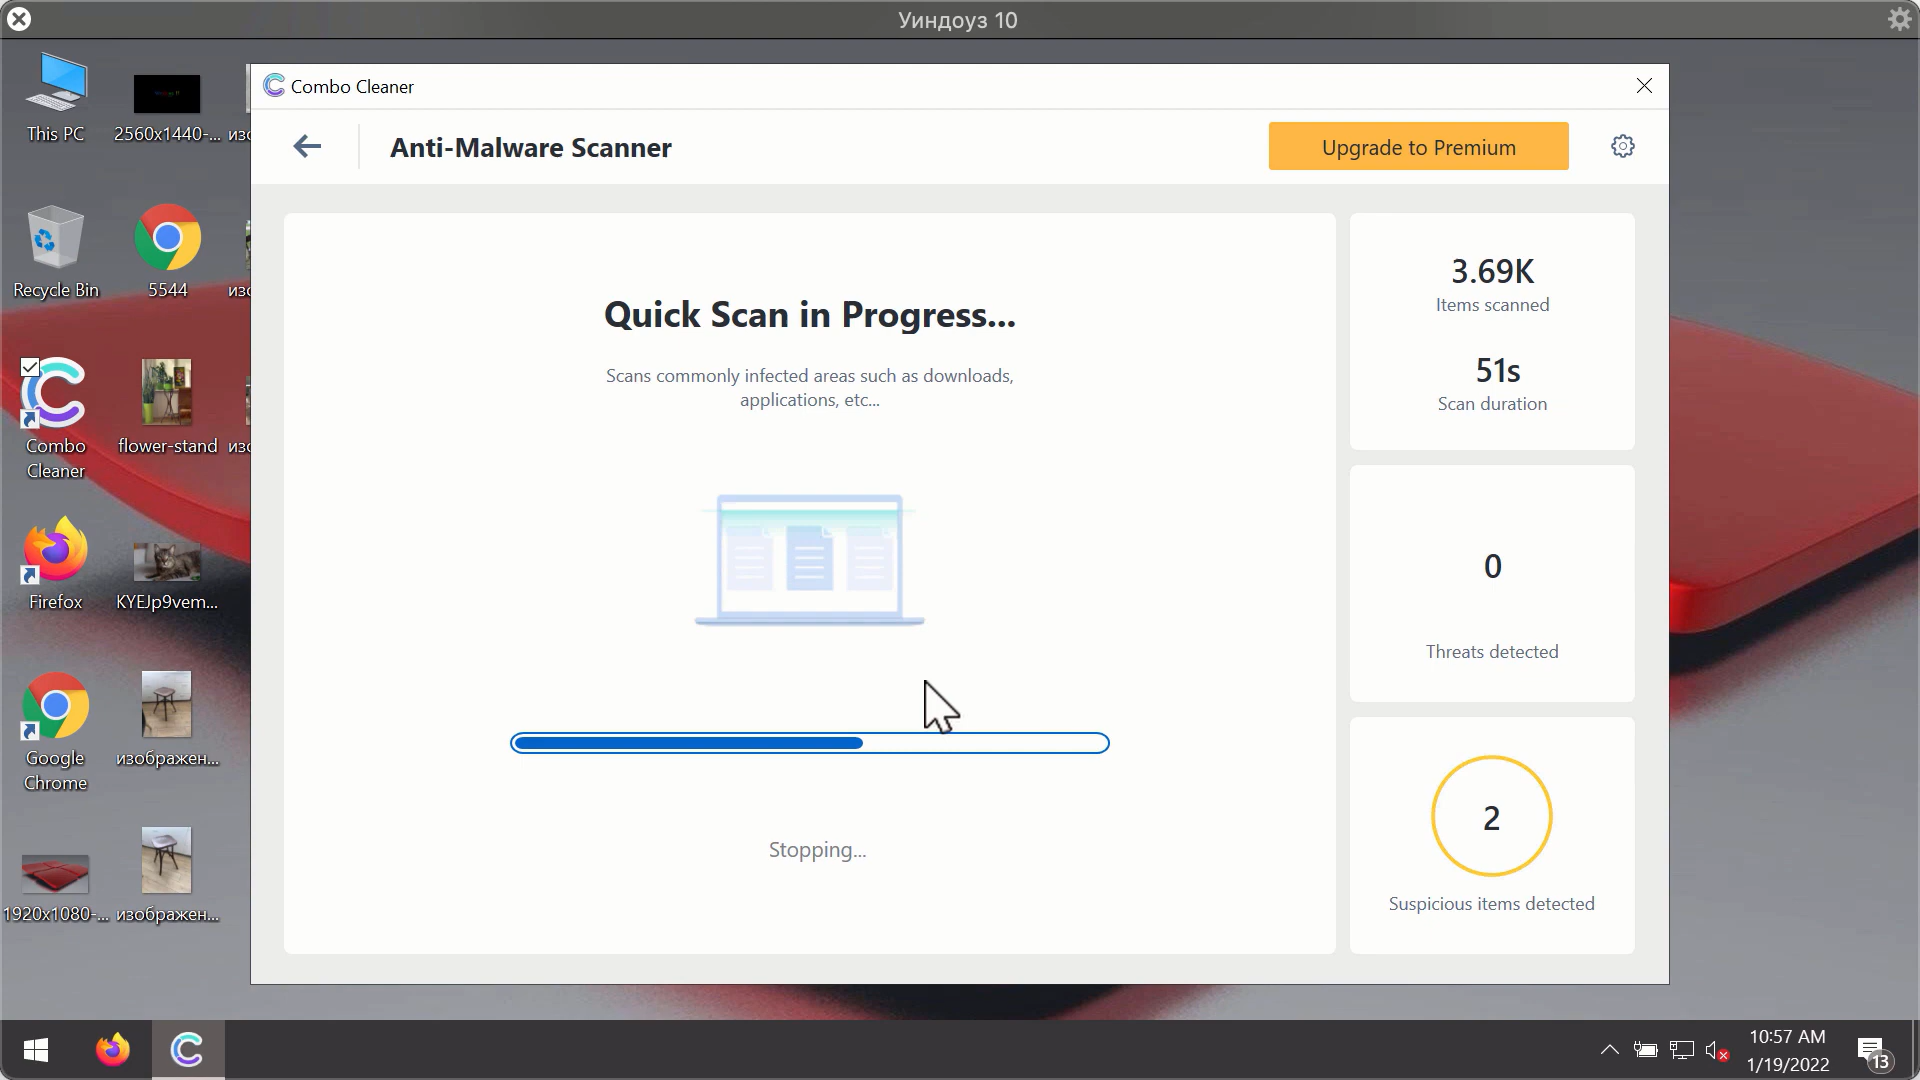 Уиндоуз 10
This PC
2560x1440-...
Recycle Bin
5544
Combo
Cleaner
flower-stand
Firefox
KYEJp9vem...
Google
Chrome
изображен...
1920x1080-...
изображен...
Combo Cleaner
Anti-Malware Scanner
Upgrade to Premium
Quick Scan in Progress...
Scans commonly infected areas such as downloads,
applications, etc...
Stopping...
3.69K
Items scanned
51s
Scan duration
0
Threats detected
2
Suspicious items detected
10:57 AM
1/19/2022
13